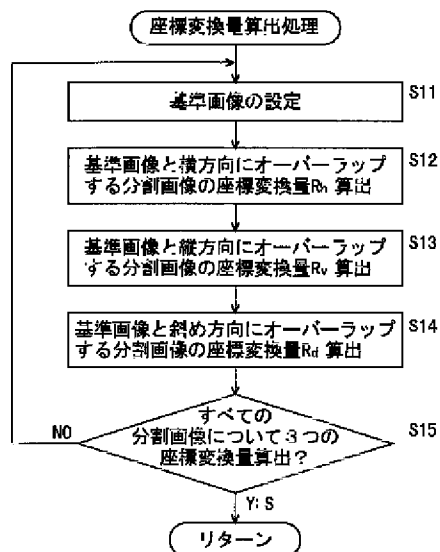 座標変換量算出処理
基準画像の設定
S11
基準画像と横方向にオーバーラップ
する分割画像の座標変換量Rh 算出
S12
基準画像と縦方向にオーバーラップ
する分割画像の座標変換量Rv 算出
S13
基準画像と斜め方向にオーバーラップ
する分割画像の座標変換量Rd 算出
S14
すべての
分割画像について3つの
座標変換量算出?
S15
NO
Y: S
リターン